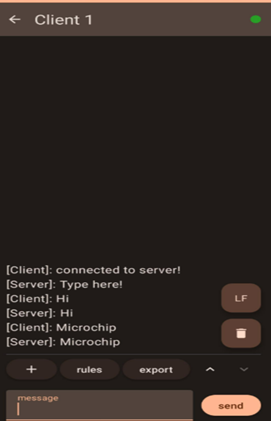 Client 1
[Client]: connected to server!
[Server]: Type here!
[Client]: Hi
[Server]: Hi
[Client]: Microchip
[Server]: Microchip
LF
+ rules export
message
send